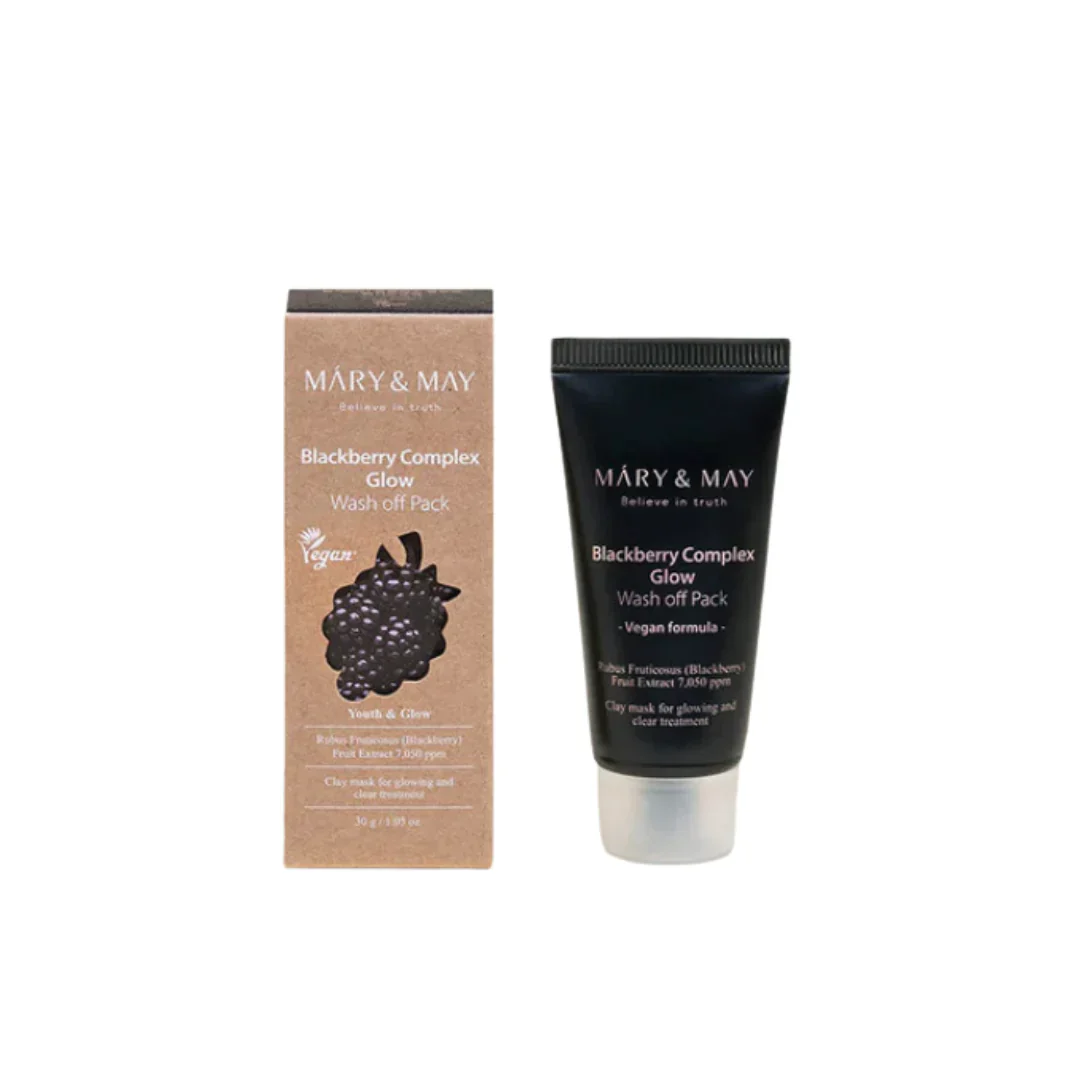 MÁRY & MAY
Believe in truth
Blackberry Complex
Glow
Wash off Pack
Vegan
Youth & Glow
Rubus Fruticosus (Blackberry)
Fruit Extract 7,050 ppm
Clay mask for glowing and
clear treatment
30 g / 1.05 oz
MÁRY & MAY
Believe in truth
Blackberry Complex
Glow
Wash off Pack
- Vegan formula -
Rubus Fruticosus (Blackberry)
Fruit Extract 7,050 ppm
Clay mask for glowing and
clear treatment